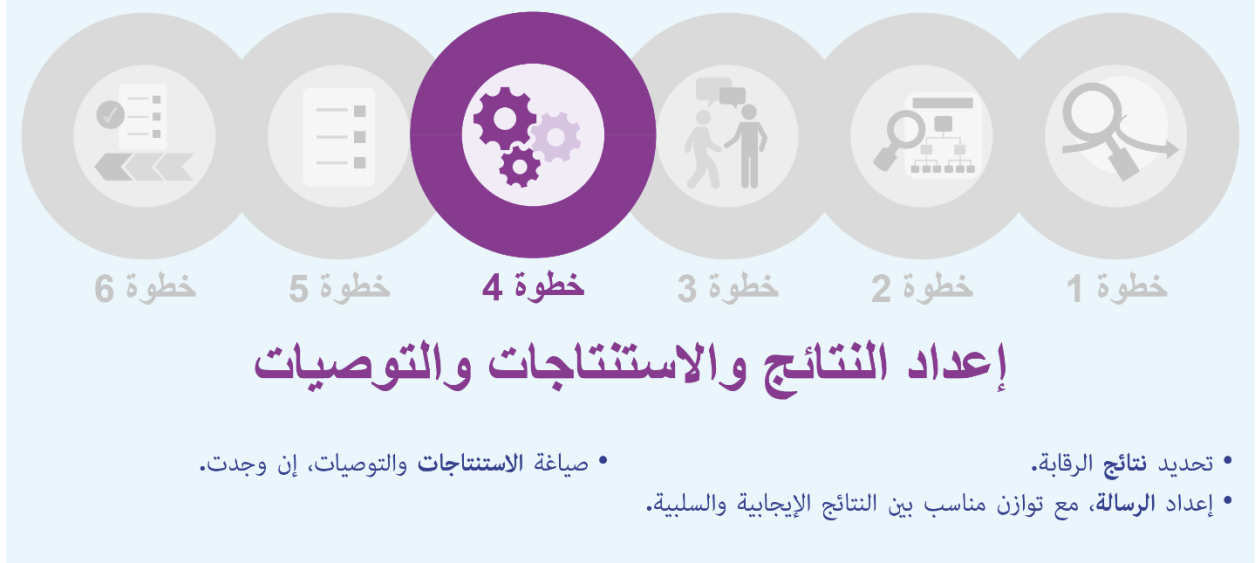 خطوة 1
خطوة 2
خطوة 3
خطوة 4
خطوة 5
خطوة 6
إعداد النتائج والاستنتاجات والتوصيات
• تحديد نتائج الرقابة.
• إعداد الرسالة، مع توازن مناسب بين النتائج الإيجابية والسلبية.
• صياغة الاستنتاجات والتوصيات، إن وجدت.